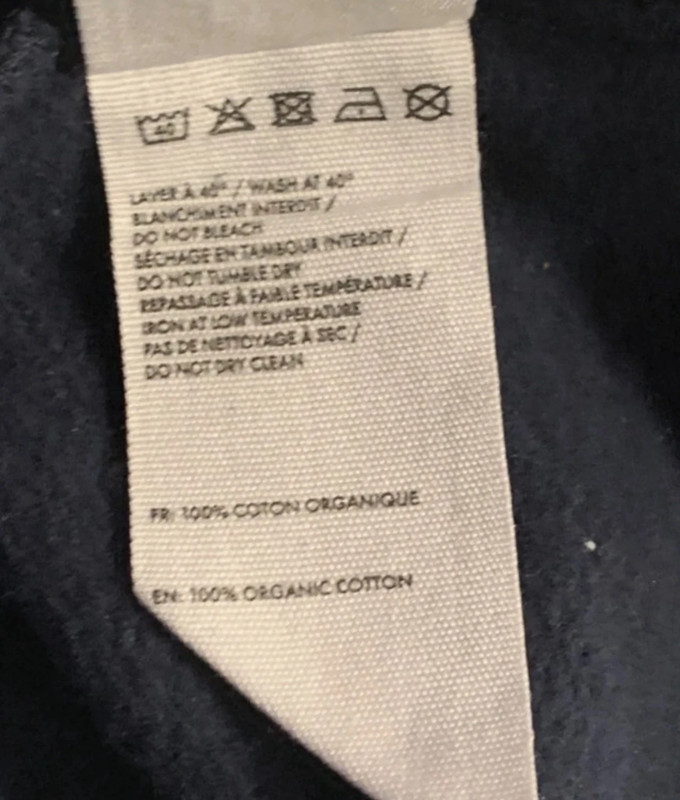 40
LAVER À 40° / WASH AT 40°
BLANCHIMENT INTERDIT /
DO NOT BLEACH
SÉCHAGE EN TAMBOUR INTERDIT /
DO NOT TUMBLE DRY
REPASSAGE À FAIBLE TEMPÉRATURE /
IRON AT LOW TEMPERATURE
PAS DE NETTOYAGE À SEC /
DO NOT DRY CLEAN
FR: 100% COTON ORGANIQUE
EN: 100% ORGANIC COTTON